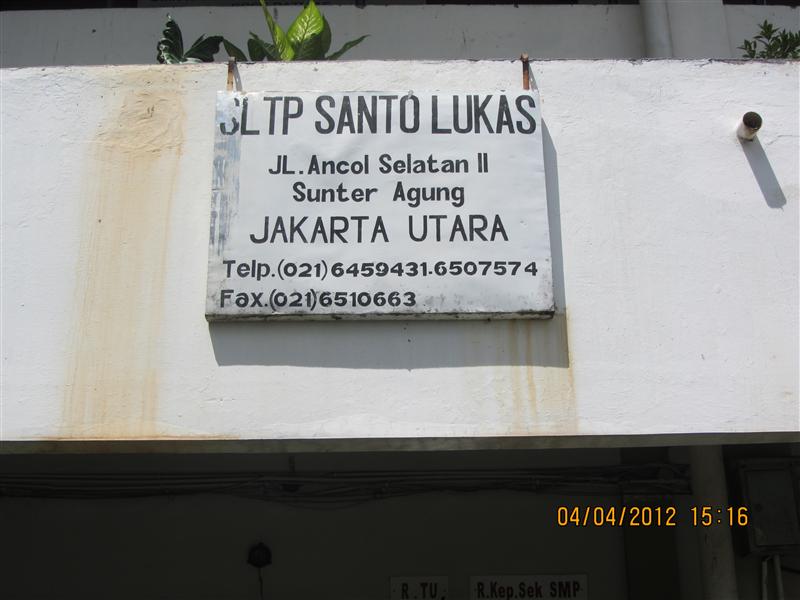 SLTP SANTO LUKAS
JL.Ancol Selatan II
Sunter Agung
JAKARTA UTARA
Telp.(021)6459431-6507574
Fax.(021)6510663
04/04/2012 15:16
R.TU
R.Kep.Sek SMP